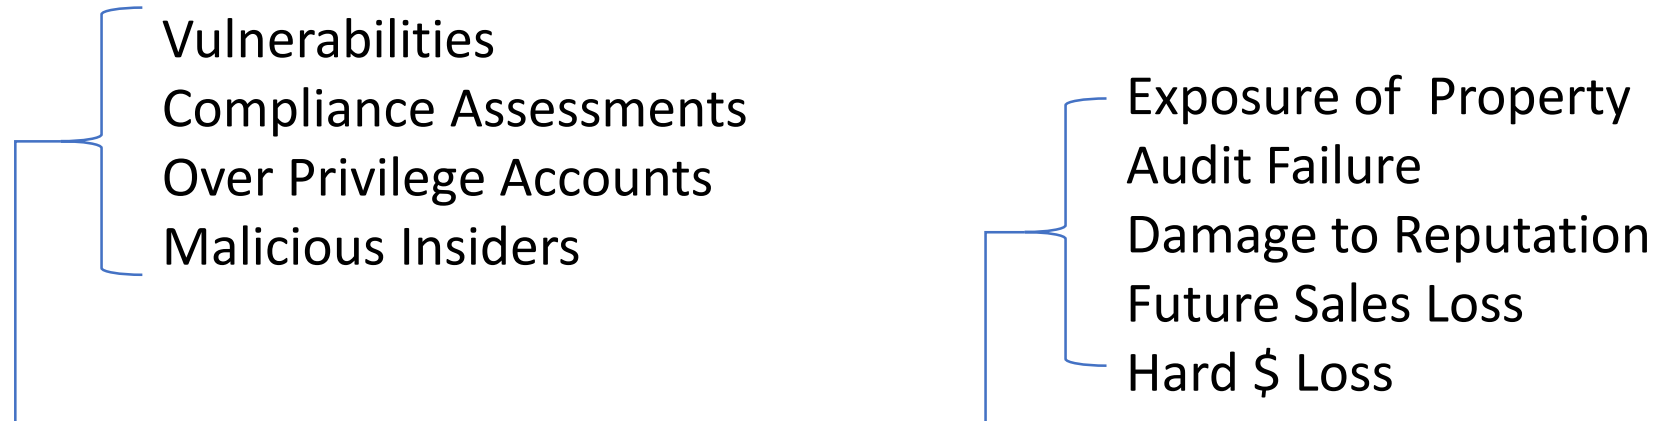 Vulnerabilities
Compliance Assessments
Over Privilege Accounts
Malicious Insiders
Exposure of  Property
Audit Failure
Damage to Reputation
Future Sales Loss
Hard $ Loss